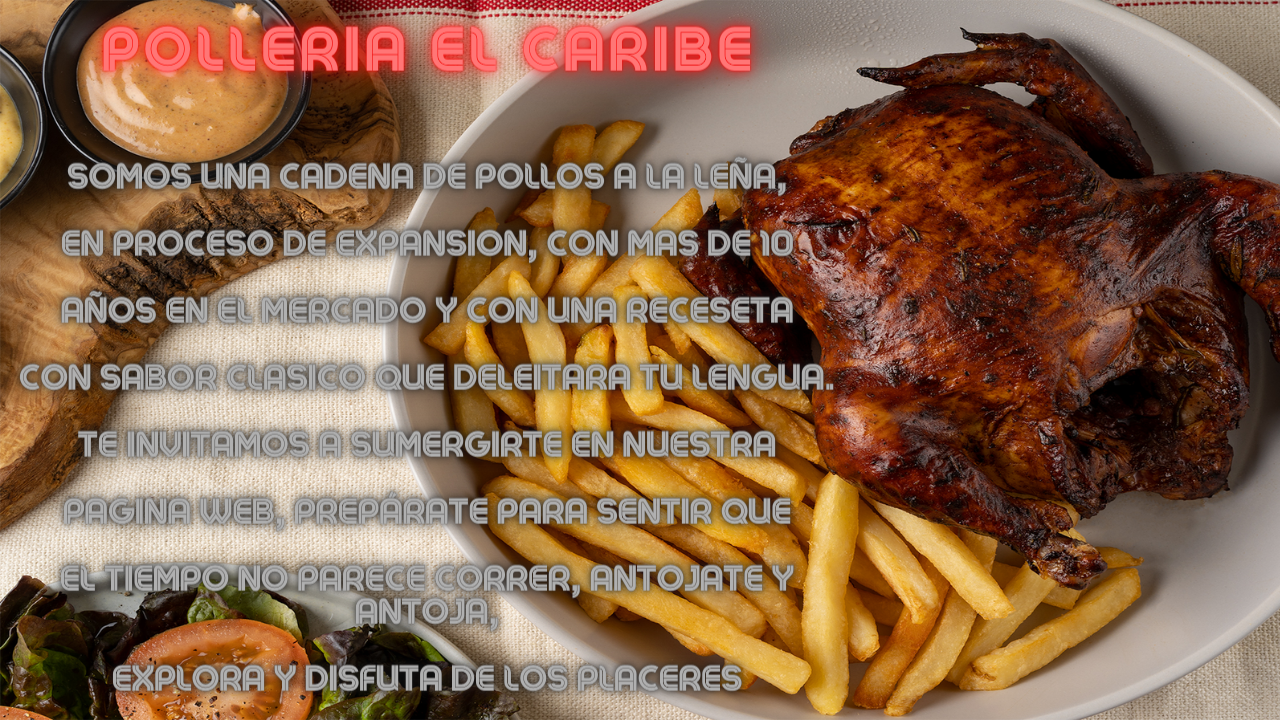 POLLERIA EL CARIBE
SOMOS UNA CADENA DE POLLOS A LA LEÑA,
EN PROCESO DE EXPANSION, CON MAS DE 10
AÑOS EN EL MERCADO Y CON UNA RECESETA
CON SABOR CLASICO QUE DELEITARA TU LENGUA.
TE INVITAMOS A SUMERGIRTE EN NUESTRA
PAGINA WEB, PREPÁRATE PARA SENTIR QUE
EL TIEMPO NO PARECE CORRER, ANTOJATE Y
ANTOJA,
EXPLORA Y DISFUTA DE LOS PLACERES